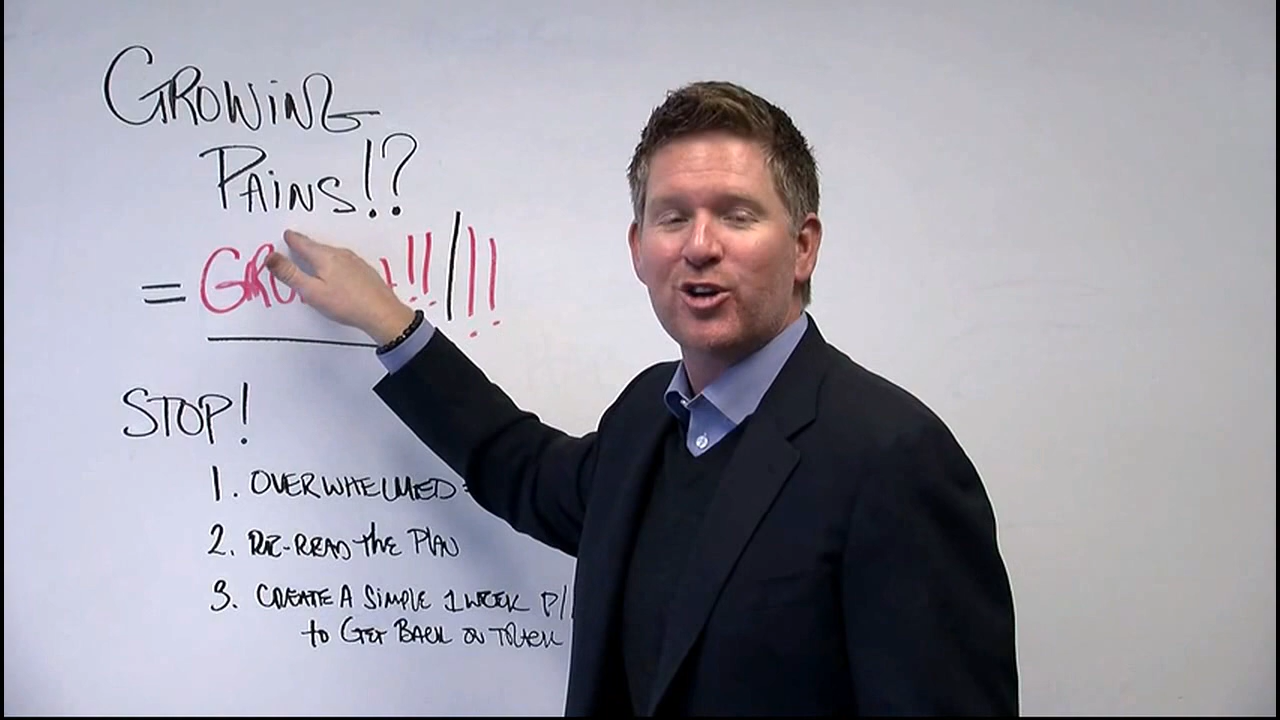 GROWING
PAINS!?
= !!/!!
STOP!
1. OVERWHELMED =
2. RE-READ THE PLAN
3. CREATE A SIMPLE 1 WEEK
to GET BACK ON TRACK